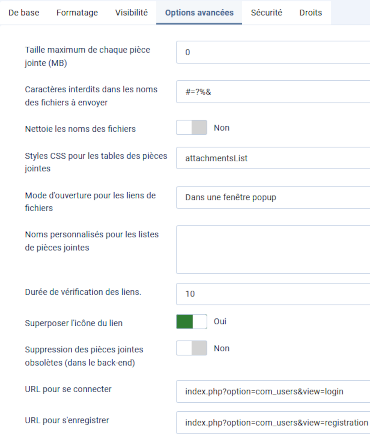 De base Formatage Visibilité Options avancées Sécurité Droits
Taille maximum de chaque pièce
jointe (MB)
0
Caractères interdits dans les noms
des fichiers à envoyer
#=?%&
Nettoie les noms des fichiers
Non
Styles CSS pour les tables des pièces
jointes
attachmentsList
Mode d'ouverture pour les liens de
fichiers
Dans une fenêtre popup
Noms personnalisés pour les listes
de pièces jointes
Durée de vérification des liens.
10
Superposer l'icône du lien
Oui
Suppression des pièces jointes
obsolètes (dans le back-end)
Non
URL pour se connecter
index.php?option=com_users&view=login
URL pour s'enregistrer
index.php?option=com_users&view=registration